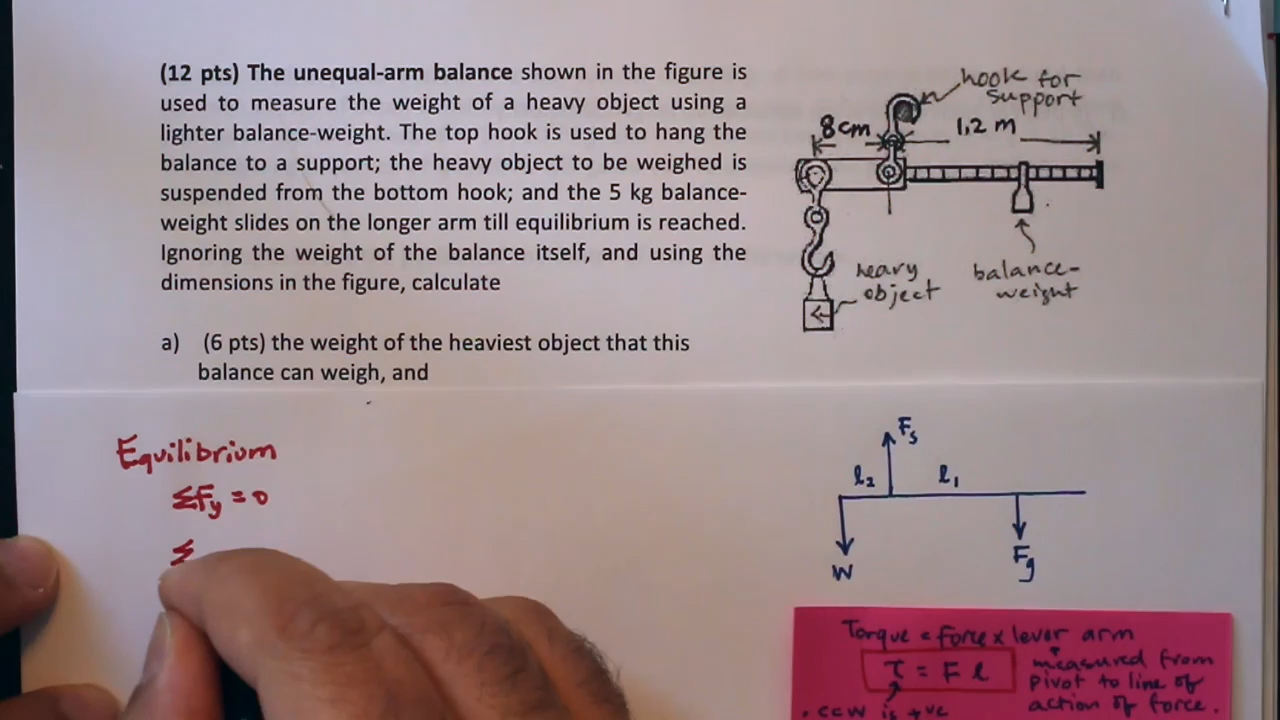 (12 pts) The unequal-arm balance shown in the figure is
used to measure the weight of a heavy object using a
lighter balance-weight. The top hook is used to hang the
balance to a support; the heavy object to be weighed is
suspended from the bottom hook; and the 5 kg balance-
weight slides on the longer arm till equilibrium is reached.
Ignoring the weight of the balance itself, and using the
dimensions in the figure, calculate
a) (6 pts) the weight of the heaviest object that this
balance can weigh, and
hook for
support
8cm
1,2 m
heavy
object
balance-
weight
Equilibrium
ΣFy = 0
Σ
Fs
l2
l1
W
Fg
Torque = force x lever arm
τ = F l
measured from
pivot to line of
action of force.
. ccw is +ve